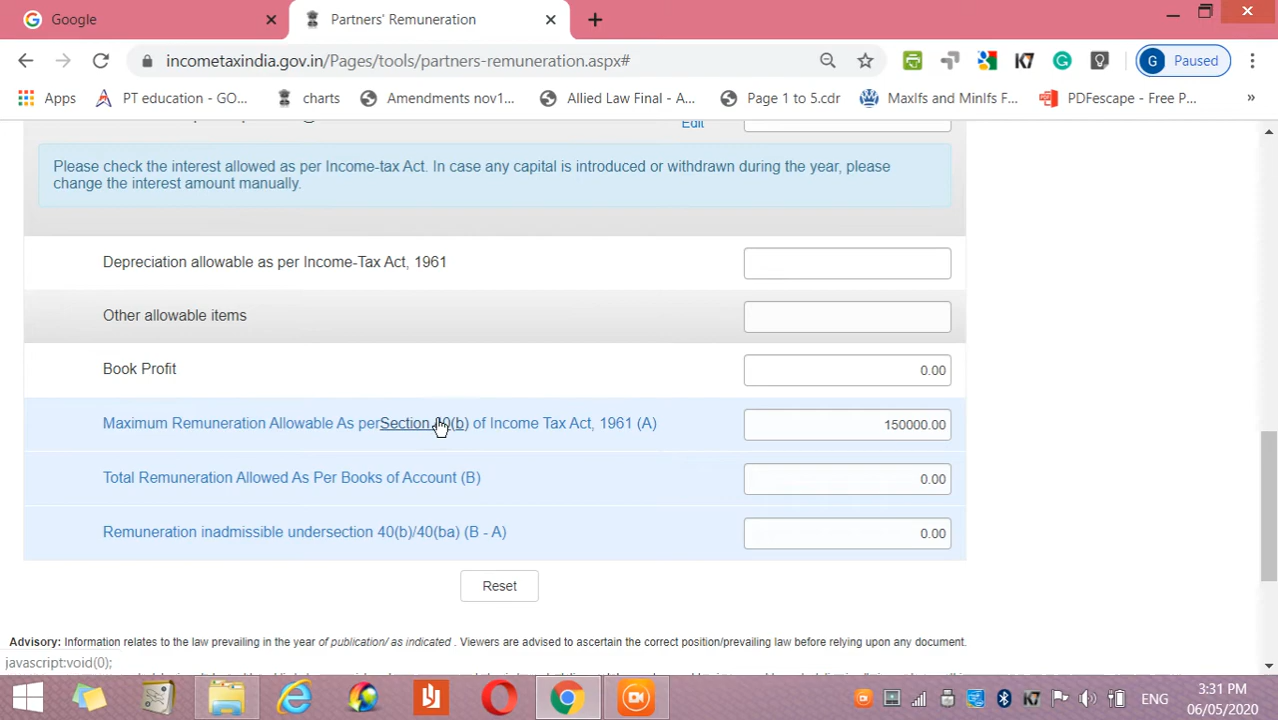 Google
Partners' Remuneration
incometaxindia.gov.in/Pages/tools/partners-remuneration.aspx#
K7
G Paused
Apps
PT education - GO...
charts
Amendments nov1...
Allied Law Final - A...
Page 1 to 5.cdr
MaxIfs and MinIfs F...
PDFescape - Free P...
»
Edit
Please check the interest allowed as per Income-tax Act. In case any capital is introduced or withdrawn during the year, please
change the interest amount manually.
Depreciation allowable as per Income-Tax Act, 1961
Other allowable items
Book Profit 0.00
Maximum Remuneration Allowable As perSection 40(b) of Income Tax Act, 1961 (A) 150000.00
Total Remuneration Allowed As Per Books of Account (B) 0.00
Remuneration inadmissible undersection 40(b)/40(ba) (B - A) 0.00
Reset
Advisory: Information relates to the law prevailing in the year of publication/ as indicated . Viewers are advised to ascertain the correct position/prevailing law before relying upon any document.
javascript:void(0);
ENG
3:31 PM
06/05/2020